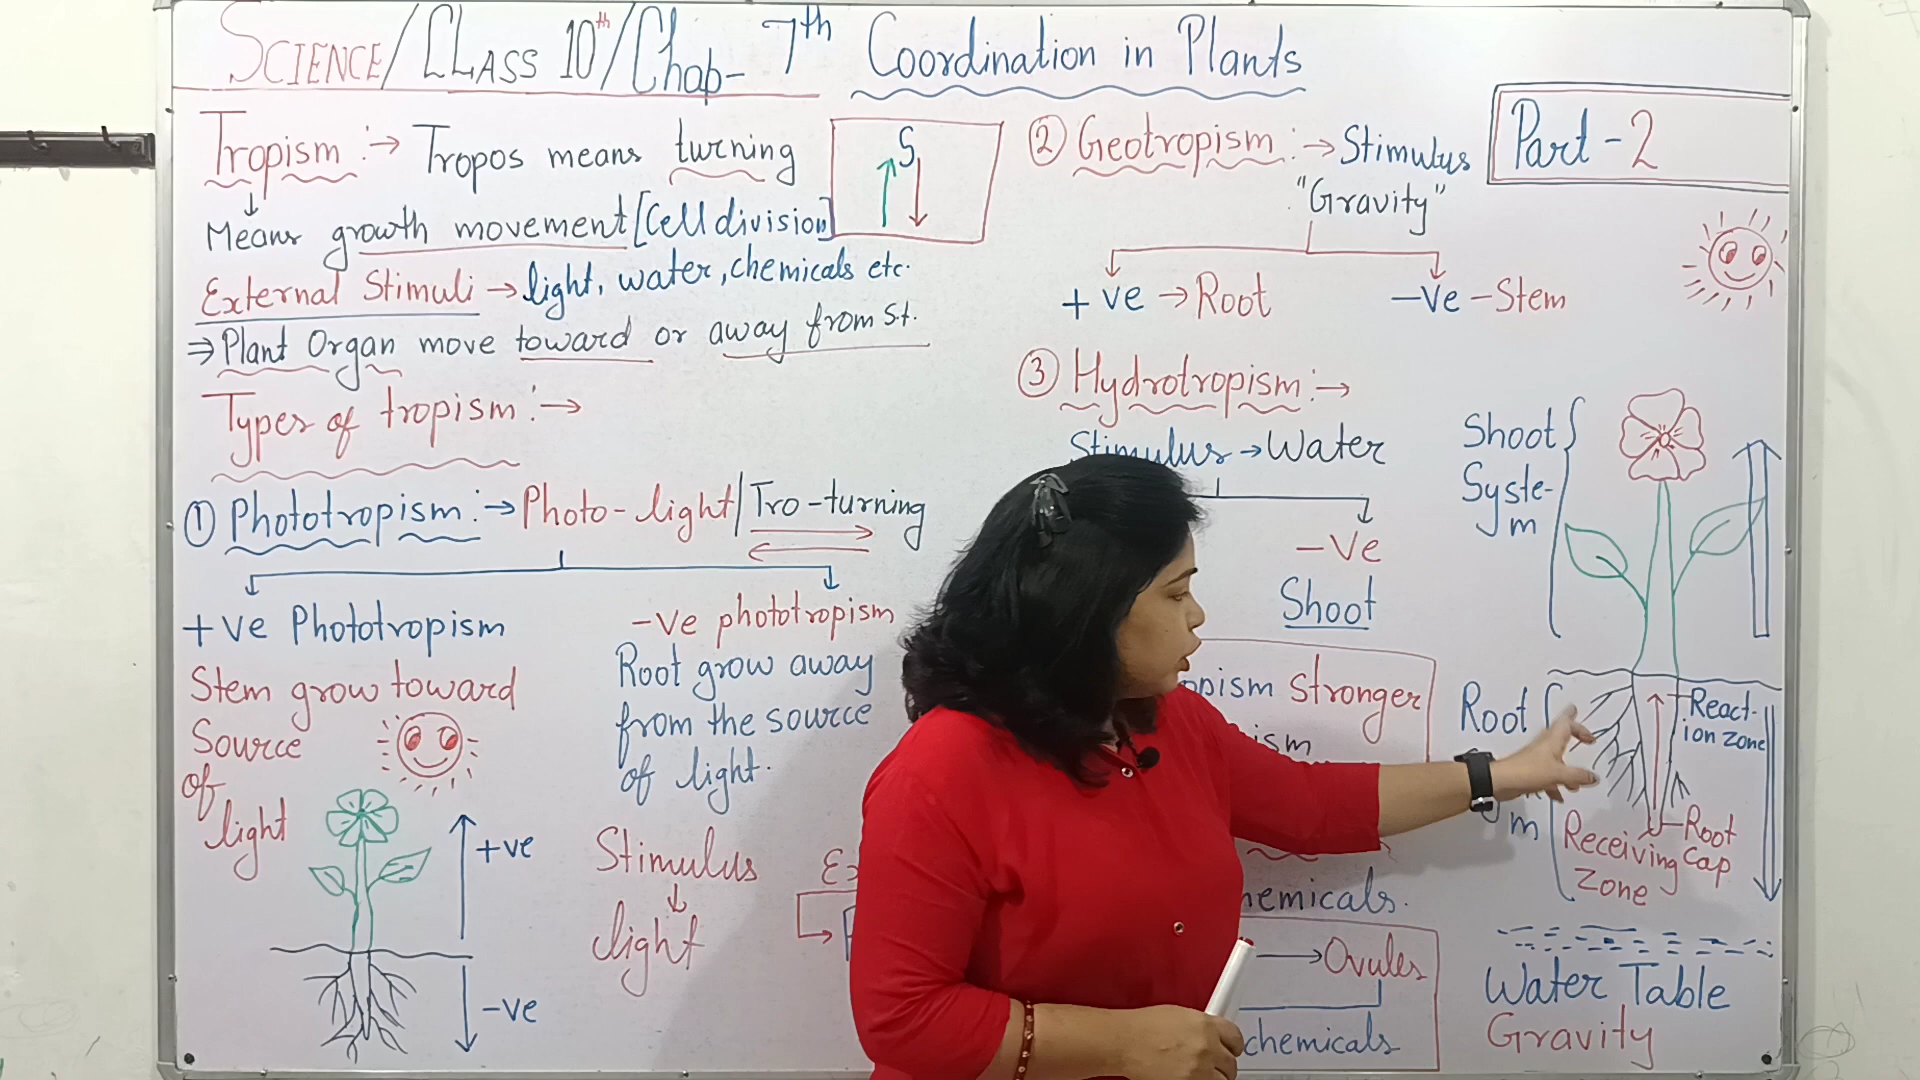 SCIENCE/CLASS 10th/Chap- 7th Coordination in Plants
Part-2
Tropism :→ Tropos means turning
Means growth movement [Cell division]
External Stimuli → light, water, chemicals etc.
⇒ Plant Organ move toward or away from St.
S
Types of tropism :→
① Phototropism :→ Photo-light/Tro-turning
+ve Phototropism
Stem grow toward
Source
of
light
-ve phototropism
Root grow away
from the source
of light.
+ve
-ve
Stimulus
↓
light
② Geotropism :→ Stimulus
"Gravity"
+ve → Root
-ve - Stem
③ Hydrotropism :→
Stimulus → Water
-ve
Shoot
Stronger
→ Ovules
chemicals
Shoot
Syste-
m
Root
m
React-
ion zone
Root
Cap
Receiving
Zone
Water Table
Gravity